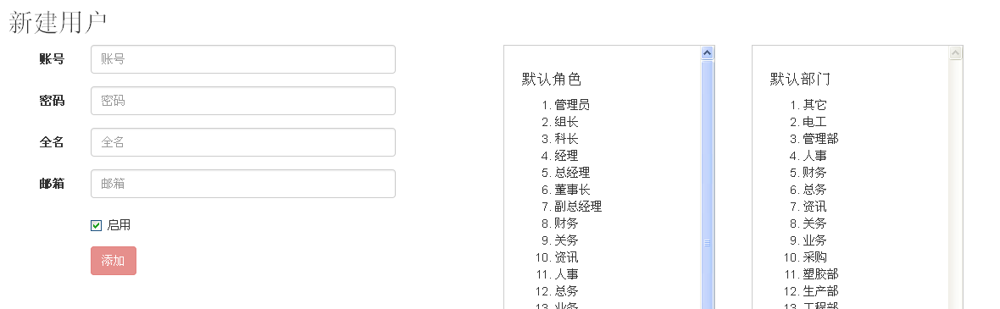 新建用户
账号
账号
密码
密码
全名
全名
邮箱
邮箱
启用
添加
默认角色
1. 管理员
2. 组长
3. 科长
4. 经理
5. 总经理
6. 董事长
7. 副总经理
8. 财务
9. 关务
10. 资讯
11. 人事
12. 总务
13. 业务
默认部门
1. 其它
2. 电工
3. 管理部
4. 人事
5. 财务
6. 总务
7. 资讯
8. 关务
9. 业务
10. 采购
11. 塑胶部
12. 生产部
13. 工程部